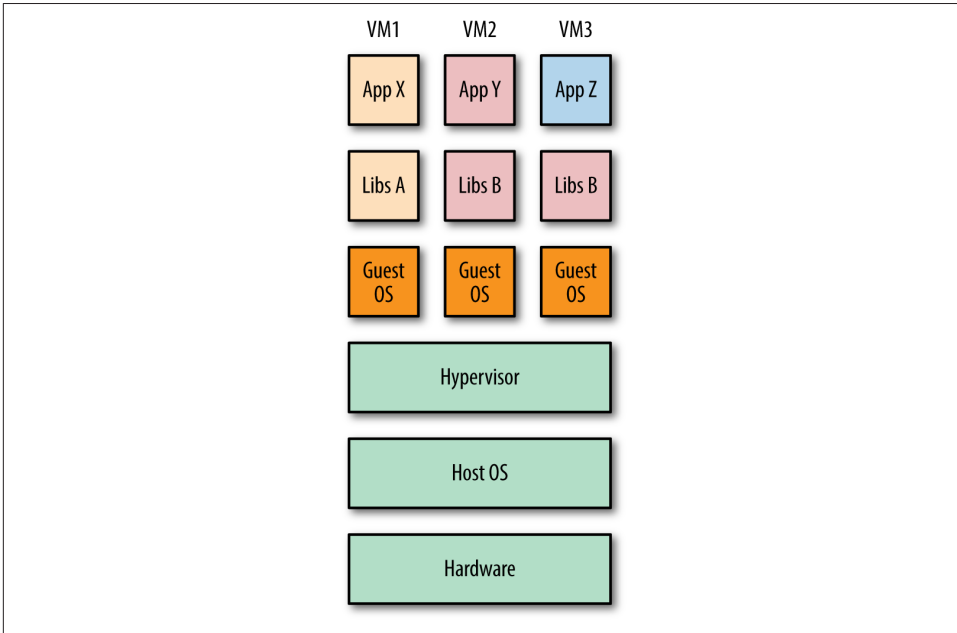 VM1 VM2 VM3
App X App Y App Z
Libs A Libs B Libs B
Guest Guest Guest
OS OS OS
Hypervisor
Host OS
Hardware